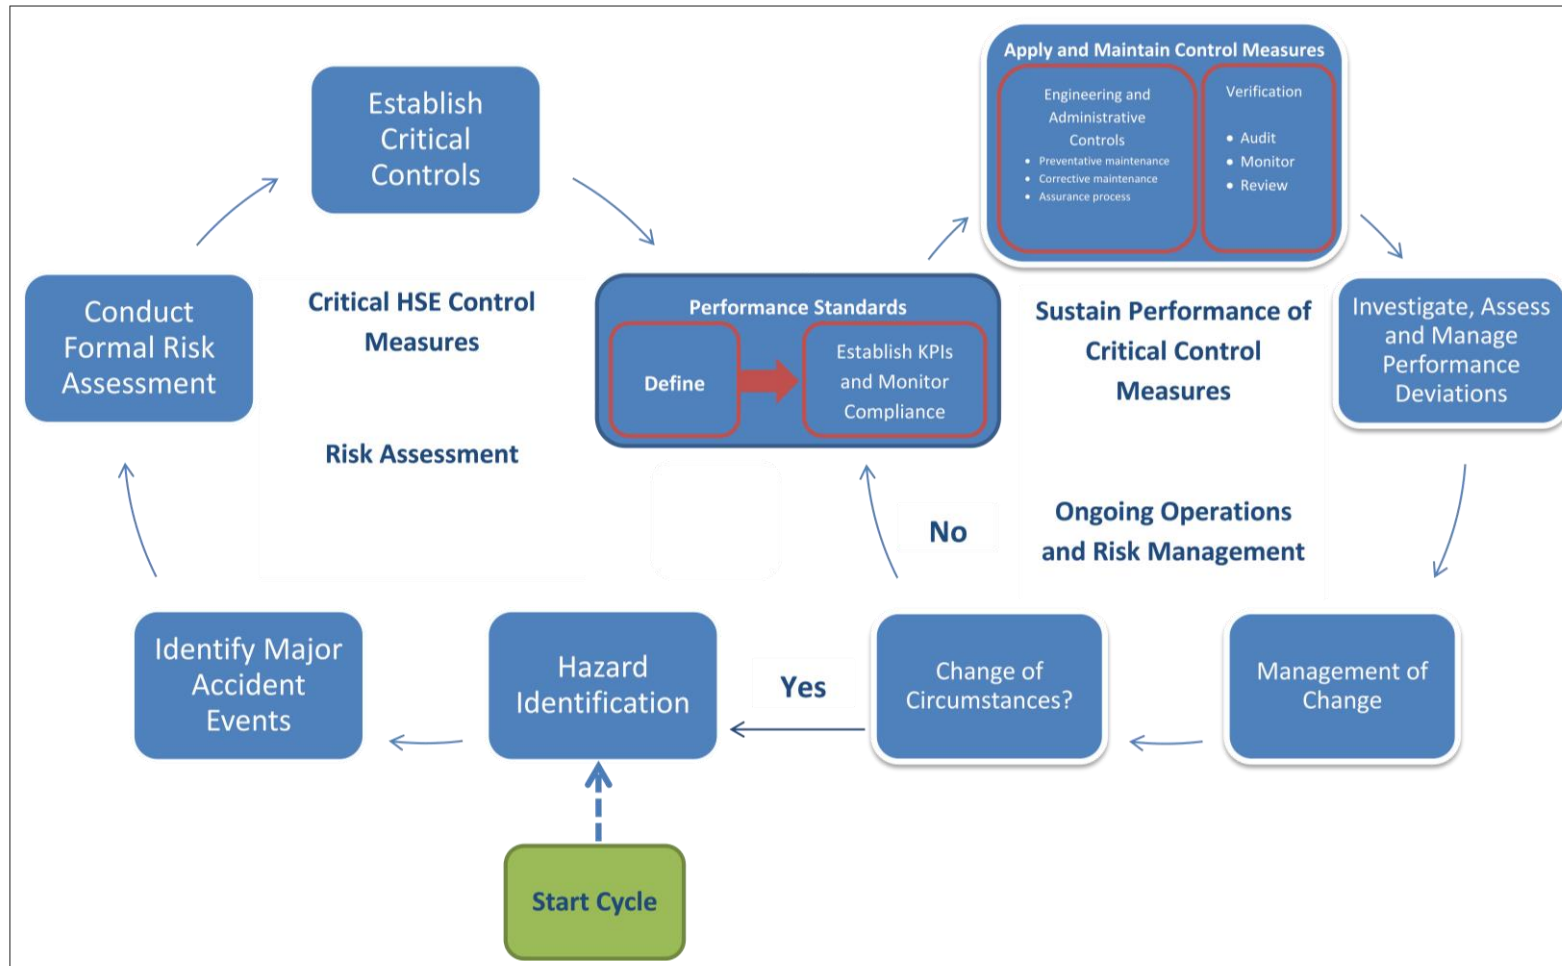 Apply and Maintain Control Measures
Engineering and
Administrative
Controls
• Preventative maintenance
• Corrective maintenance
• Assurance process
Verification
• Audit
• Monitor
• Review
Establish
Critical
Controls
Conduct
Formal Risk
Assessment
Critical HSE Control
Measures
Risk Assessment
Performance Standards
Define
Establish KPIs
and Monitor
Compliance
Sustain Performance of
Critical Control
Measures
Ongoing Operations
and Risk Management
Investigate, Assess
and Manage
Performance
Deviations
No
Identify Major
Accident
Events
Hazard
Identification
Yes
Change of
Circumstances?
Management of
Change
Start Cycle